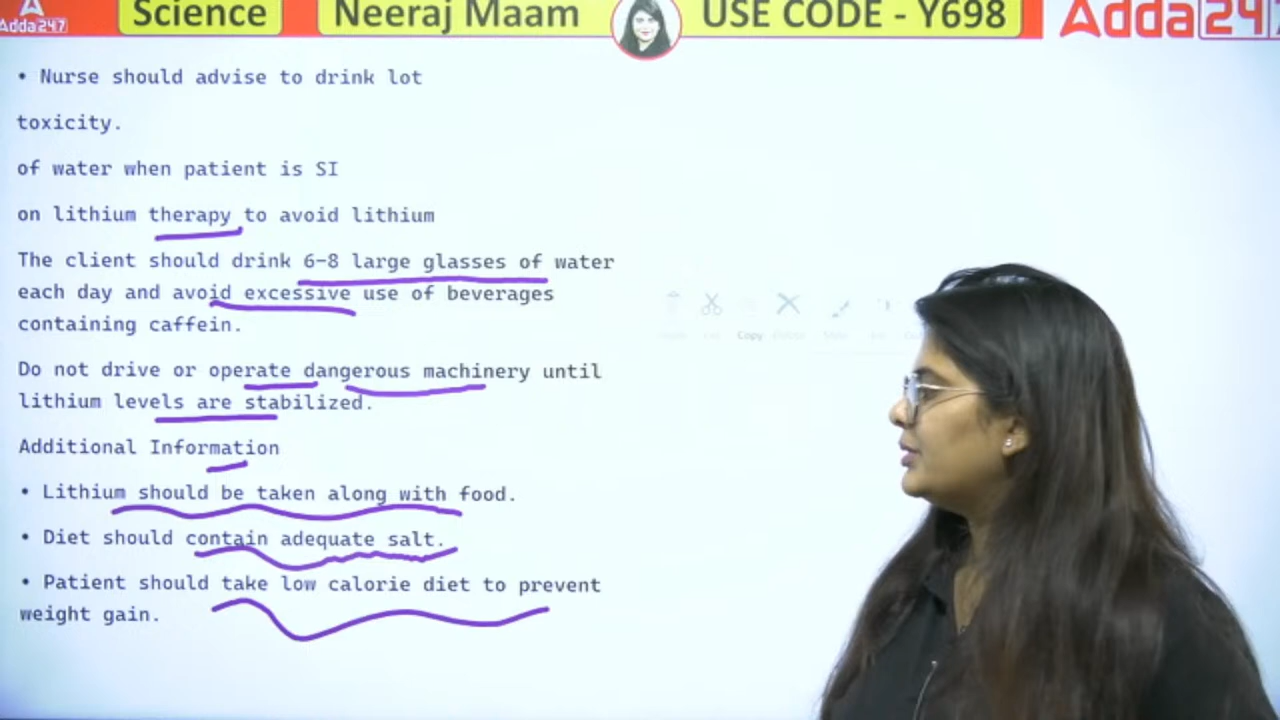 Adda247
Science
Neeraj Maam
USE CODE - Y698
Adda247
• Nurse should advise to drink lot
toxicity.
of water when patient is SI
on lithium therapy to avoid lithium
The client should drink 6-8 large glasses of water
each day and avoid excessive use of beverages
containing caffein.
Do not drive or operate dangerous machinery until
lithium levels are stabilized.
Additional Information
• Lithium should be taken along with food.
• Diet should contain adequate salt.
• Patient should take low calorie diet to prevent
weight gain.
Copy